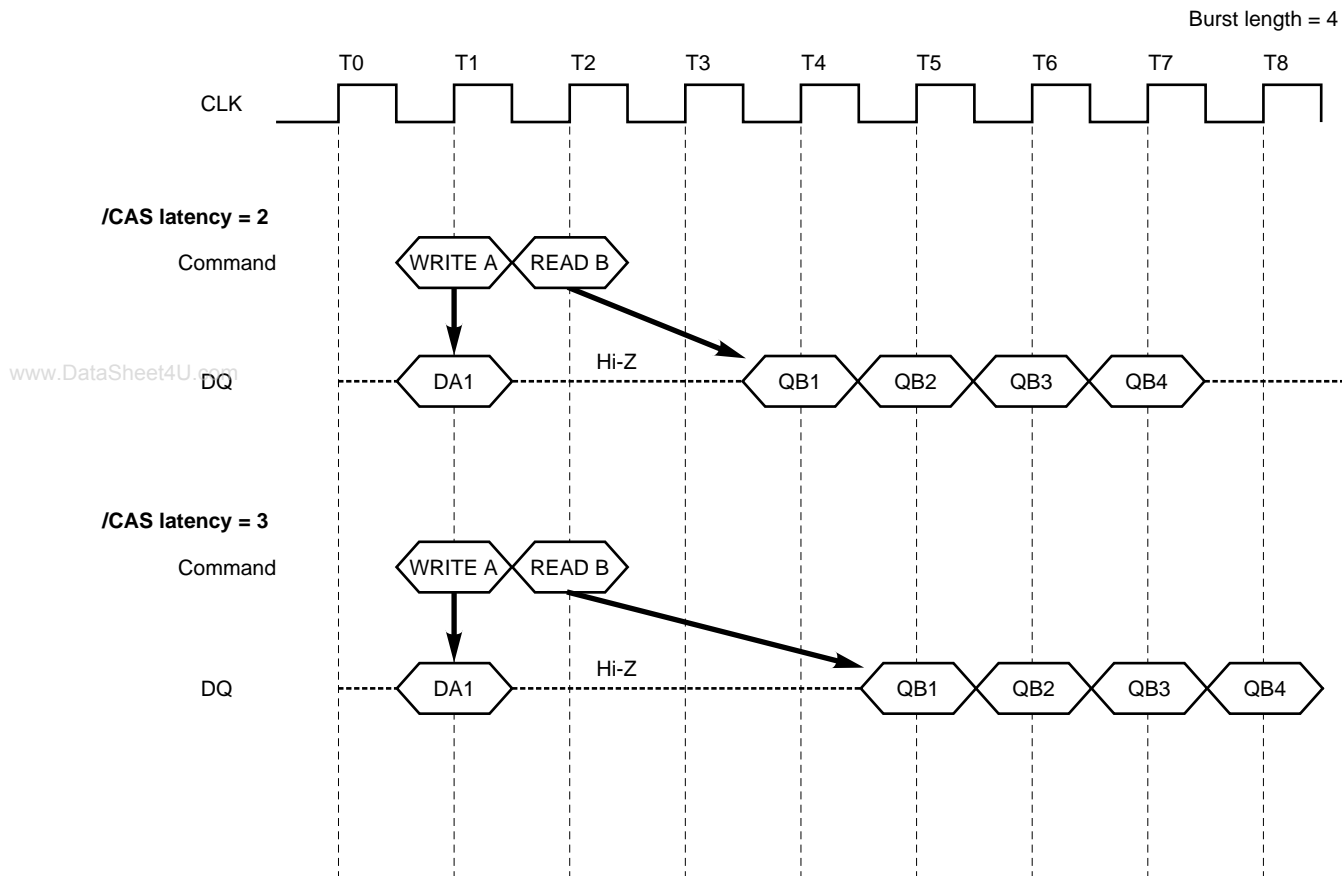 Burst length = 4
T0 T1 T2 T3 T4 T5 T6 T7 T8
CLK
/CAS latency = 2
Command WRITE A READ B
Hi-Z
www.DataSheet4U.com
DQ DA1 QB1 QB2 QB3 QB4
/CAS latency = 3
Command WRITE A READ B
Hi-Z
DQ DA1 QB1 QB2 QB3 QB4